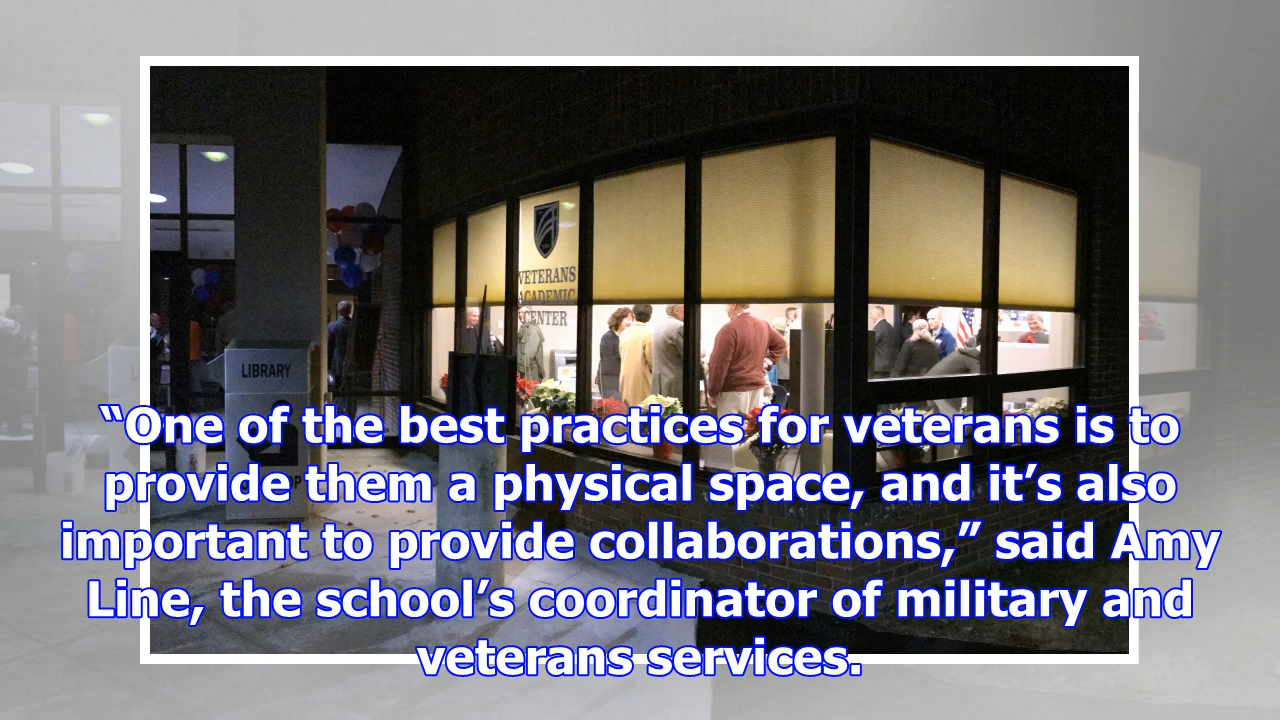 VETERANS
ACADEMIC
CENTER
LIBRARY
“One of the best practices for veterans is to
provide them a physical space, and it’s also
important to provide collaborations,” said Amy
Line, the school’s coordinator of military and
veterans services.